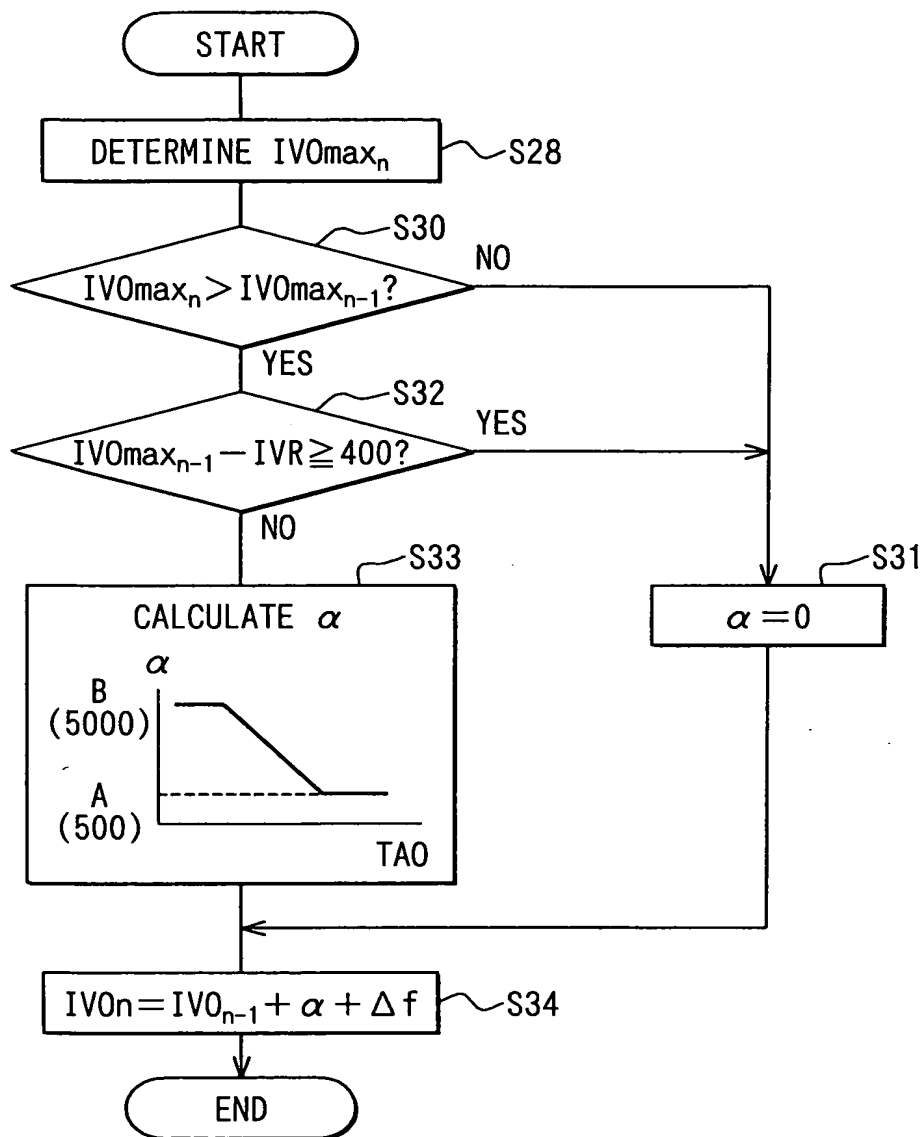 START
DETERMINE IVOmaxₙ
S28
S30
IVOmaxₙ > IVOmaxₙ₋₁?
NO
YES
S32
IVOmaxₙ₋₁ − IVR ≧ 400?
YES
NO
S33
CALCULATE α
α
B
(5000)
A
(500)
TAO
S31
α = 0
IVOn = IVOₙ₋₁ + α + Δf
S34
END